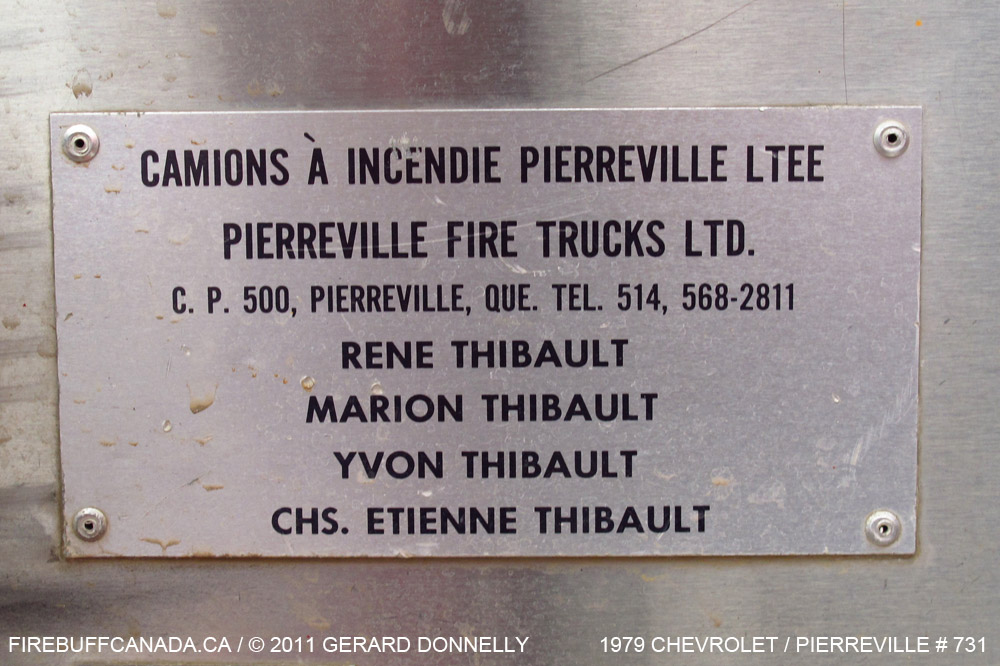 CAMIONS À INCENDIE PIERREVILLE LTEE
PIERREVILLE FIRE TRUCKS LTD.
C. P. 500, PIERREVILLE, QUE. TEL. 514, 568-2811
RENE THIBAULT
MARION THIBAULT
YVON THIBAULT
CHS. ETIENNE THIBAULT
FIREBUFFCANADA.CA / © 2011 GERARD DONNELLY
1979 CHEVROLET / PIERREVILLE # 731